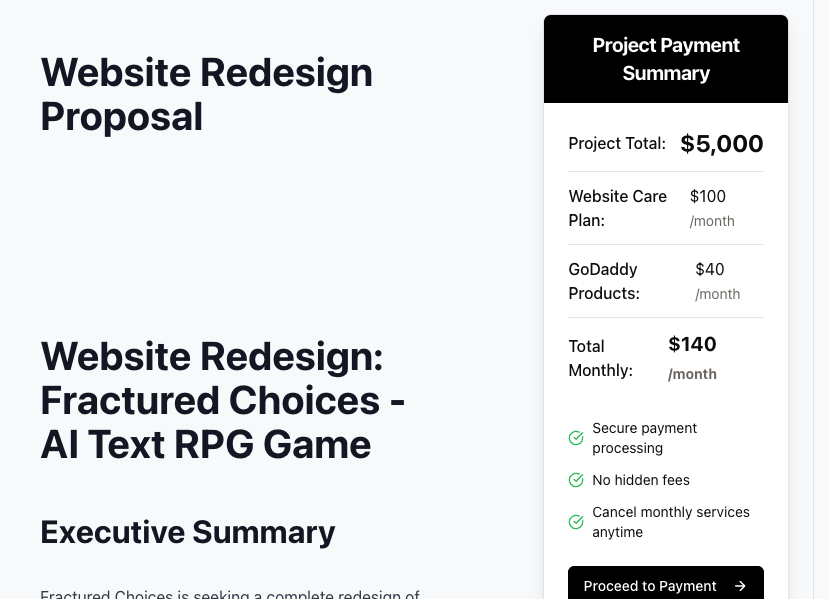 Website Redesign
Proposal
Website Redesign:
Fractured Choices -
AI Text RPG Game
Executive Summary
Fractured Choices is seeking a complete redesign of
Project Payment
Summary
Project Total: $5,000
Website Care $100
Plan: /month
GoDaddy $40
Products: /month
Total $140
Monthly: /month
Secure payment
processing
No hidden fees
Cancel monthly services
anytime
Proceed to Payment →